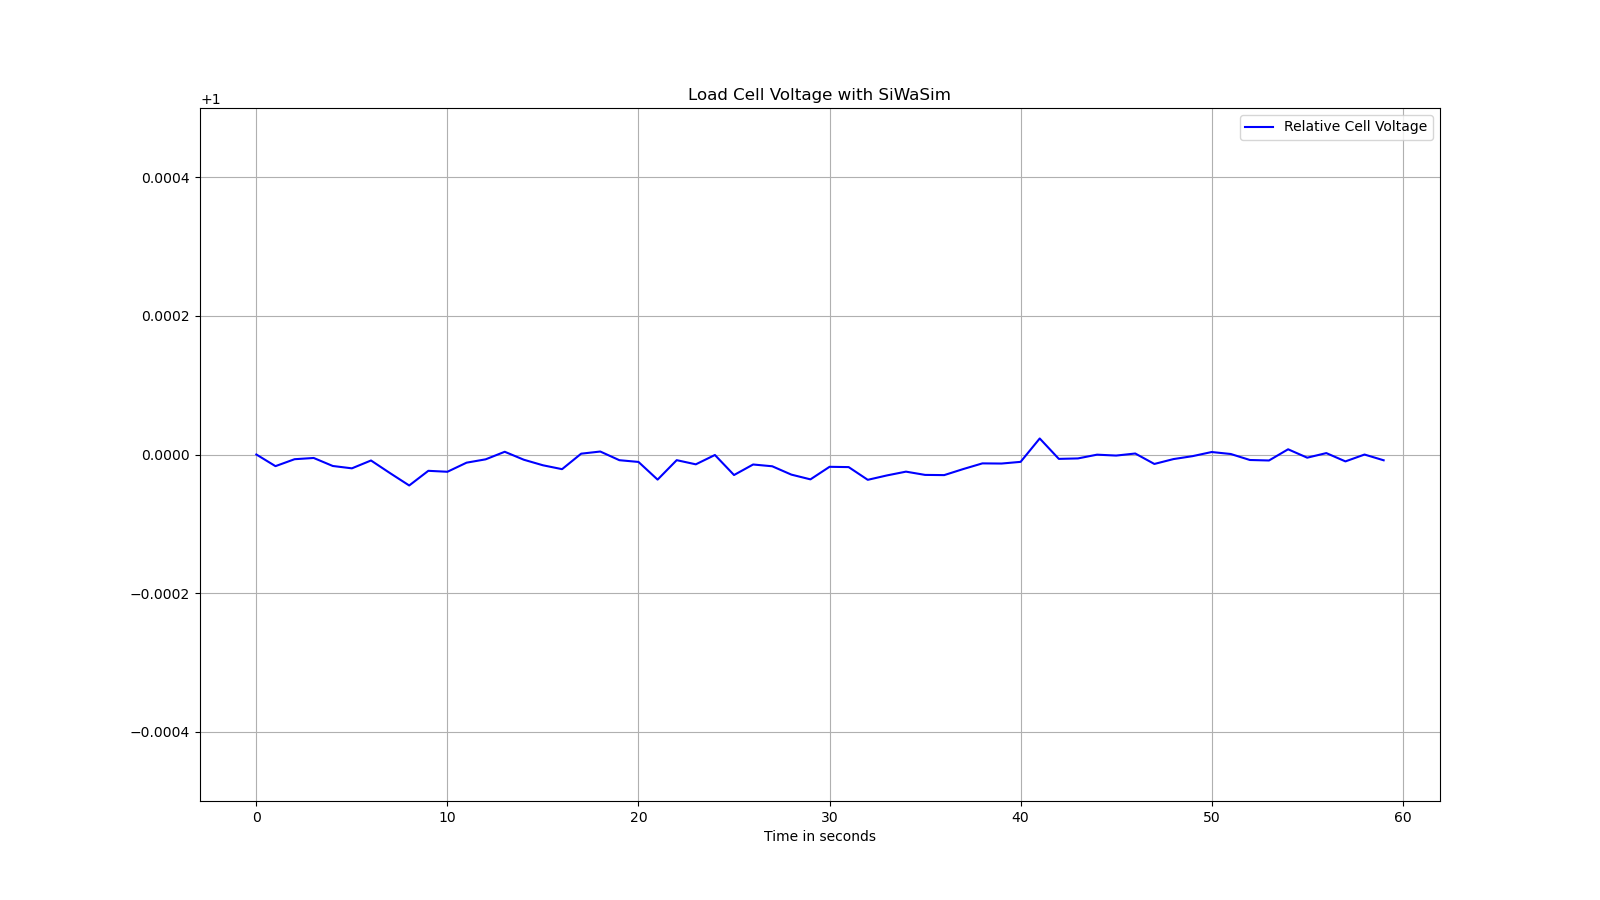 Load Cell Voltage with SiWaSim
+1
Relative Cell Voltage
0.0004
0.0002
0.0000
−0.0002
−0.0004
0 10 20 30 40 50 60
Time in seconds